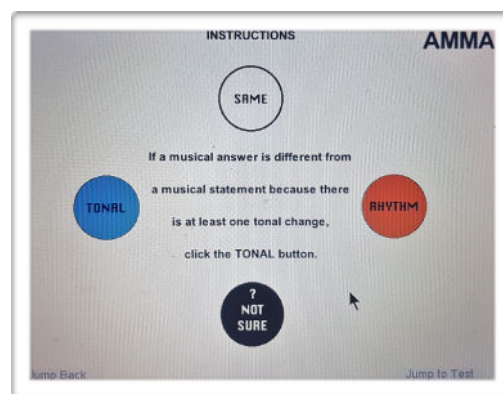 INSTRUCTIONS
AMMA
SAME
If a musical answer is different from
a musical statement because there
TONAL
RHYTHM
is at least one tonal change,
click the TONAL button.
?
NOT
SURE
Jump Back
Jump to Test